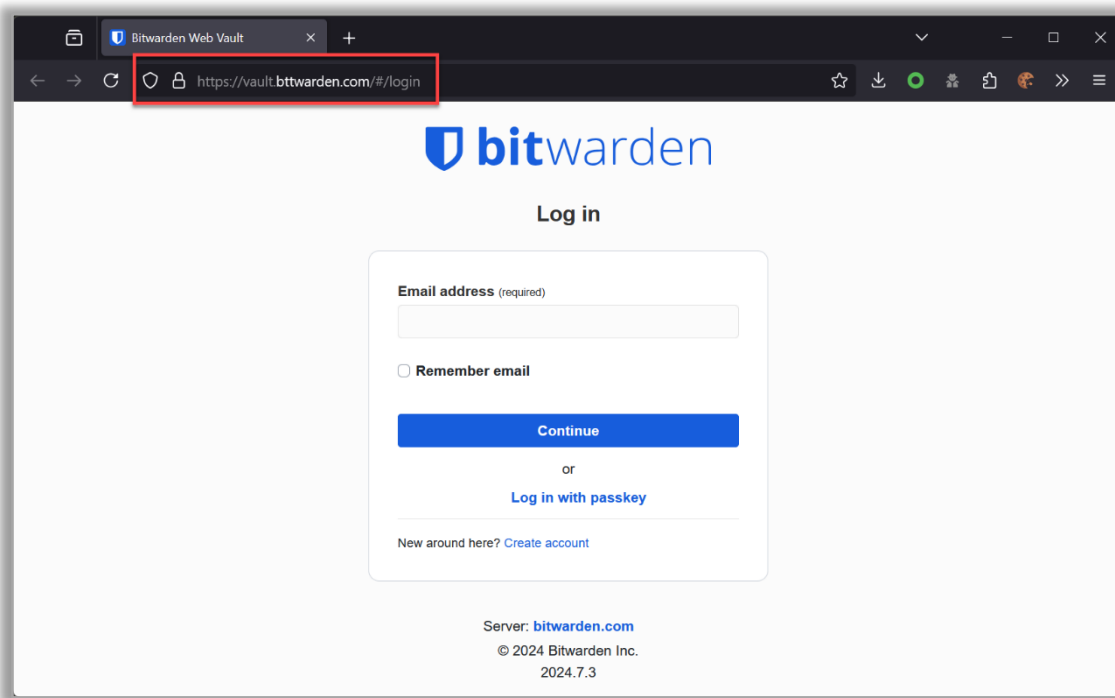 Bitwarden Web Vault
https://vault.bttwarden.com/#/login
bitwarden
Log in
Email address (required)
Remember email
Continue
or
Log in with passkey
New around here? Create account
Server: bitwarden.com
© 2024 Bitwarden Inc.
2024.7.3